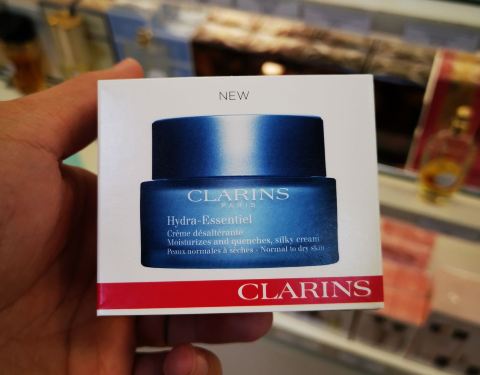 NEW
CLARINS
PARIS
Hydra-Essentiel
Crème désaltérante
Moisturizes and quenches, silky cream
Peaux normales à sèches - Normal to dry skin
CLARINS